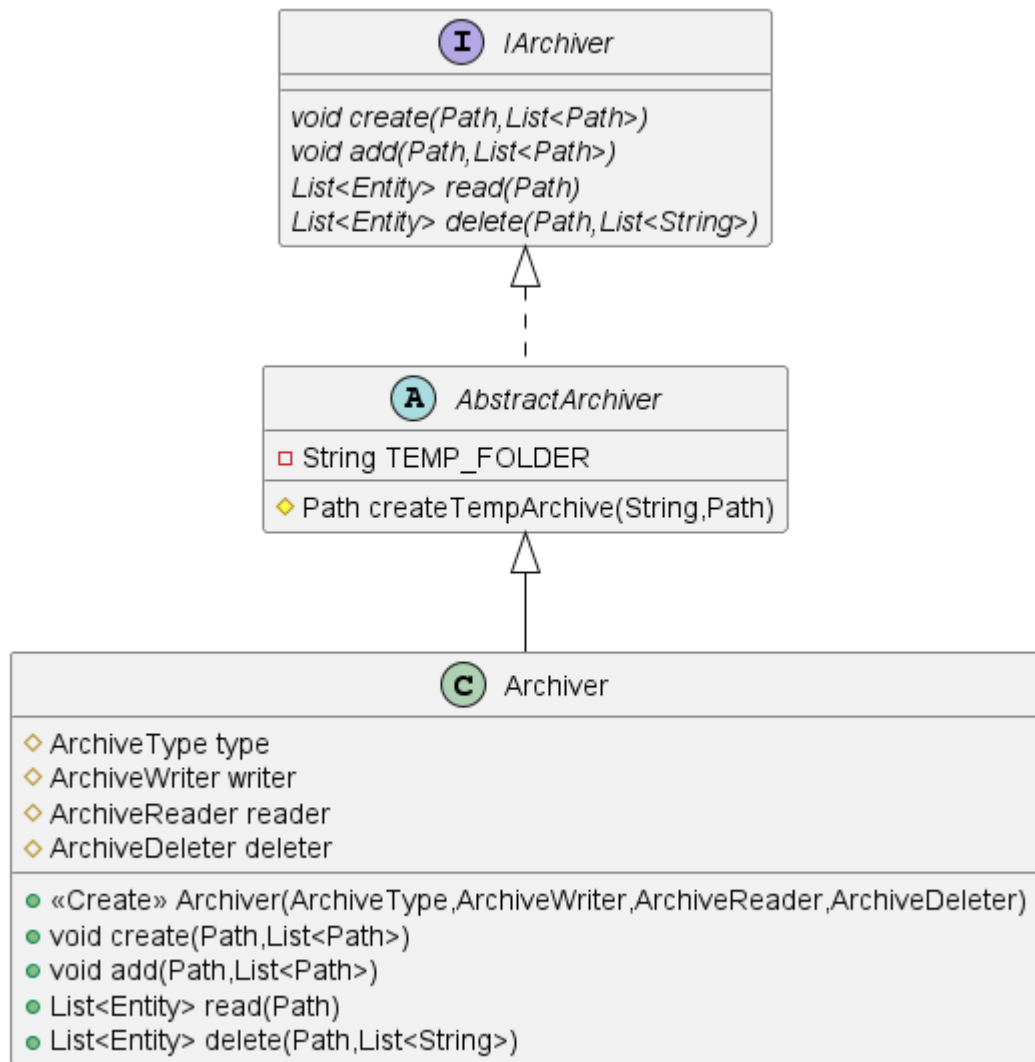 I IArchiver
void create(Path,List<Path>)
void add(Path,List<Path>)
List<Entity> read(Path)
List<Entity> delete(Path,List<String>)
A AbstractArchiver
String TEMP_FOLDER
Path createTempArchive(String,Path)
C Archiver
ArchiveType type
ArchiveWriter writer
ArchiveReader reader
ArchiveDeleter deleter
«Create» Archiver(ArchiveType,ArchiveWriter,ArchiveReader,ArchiveDeleter)
void create(Path,List<Path>)
void add(Path,List<Path>)
List<Entity> read(Path)
List<Entity> delete(Path,List<String>)